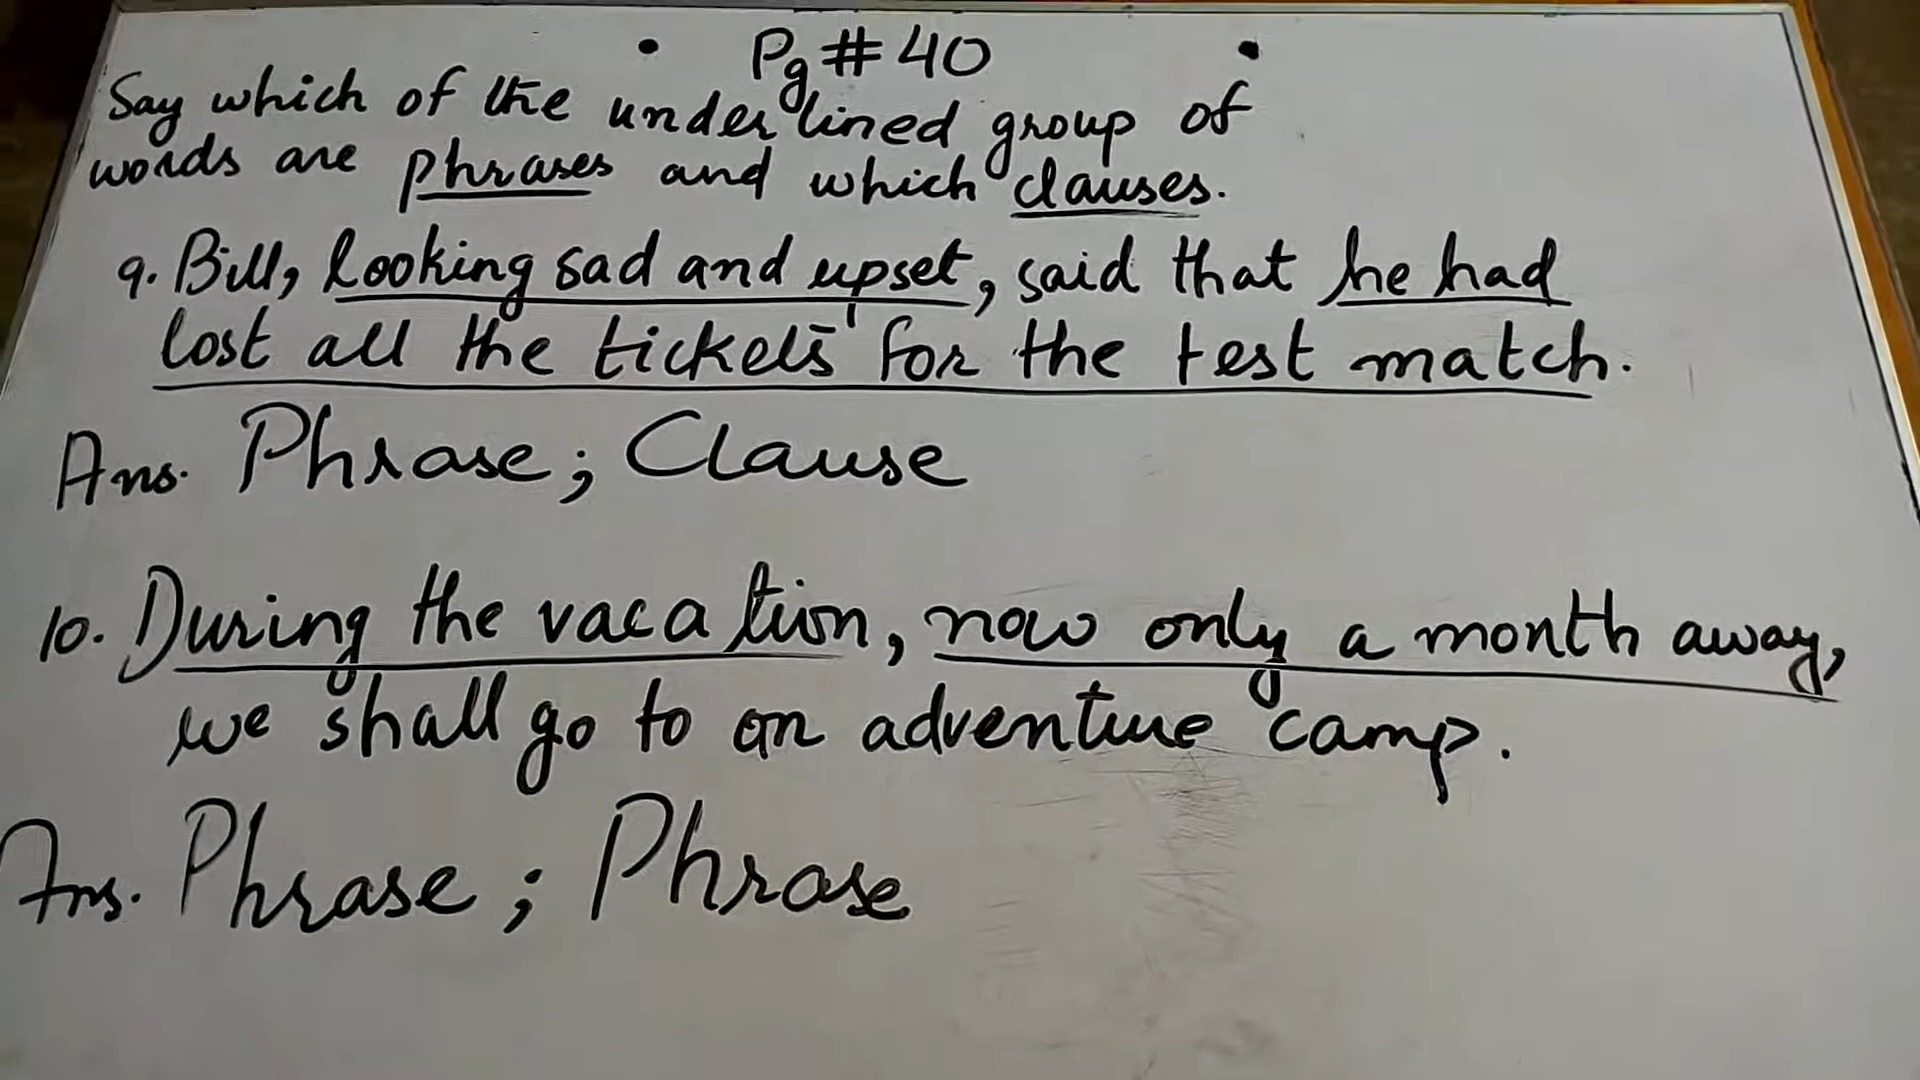 Pg # 40
Say which of the underlined group of
words are phrases and which clauses.
9. Bill, looking sad and upset, said that he had
lost all the tickets for the test match.
Ans. Phrase; Clause
10. During the vacation, now only a month away,
we shall go to an adventure camp.
Ans. Phrase; Phrase